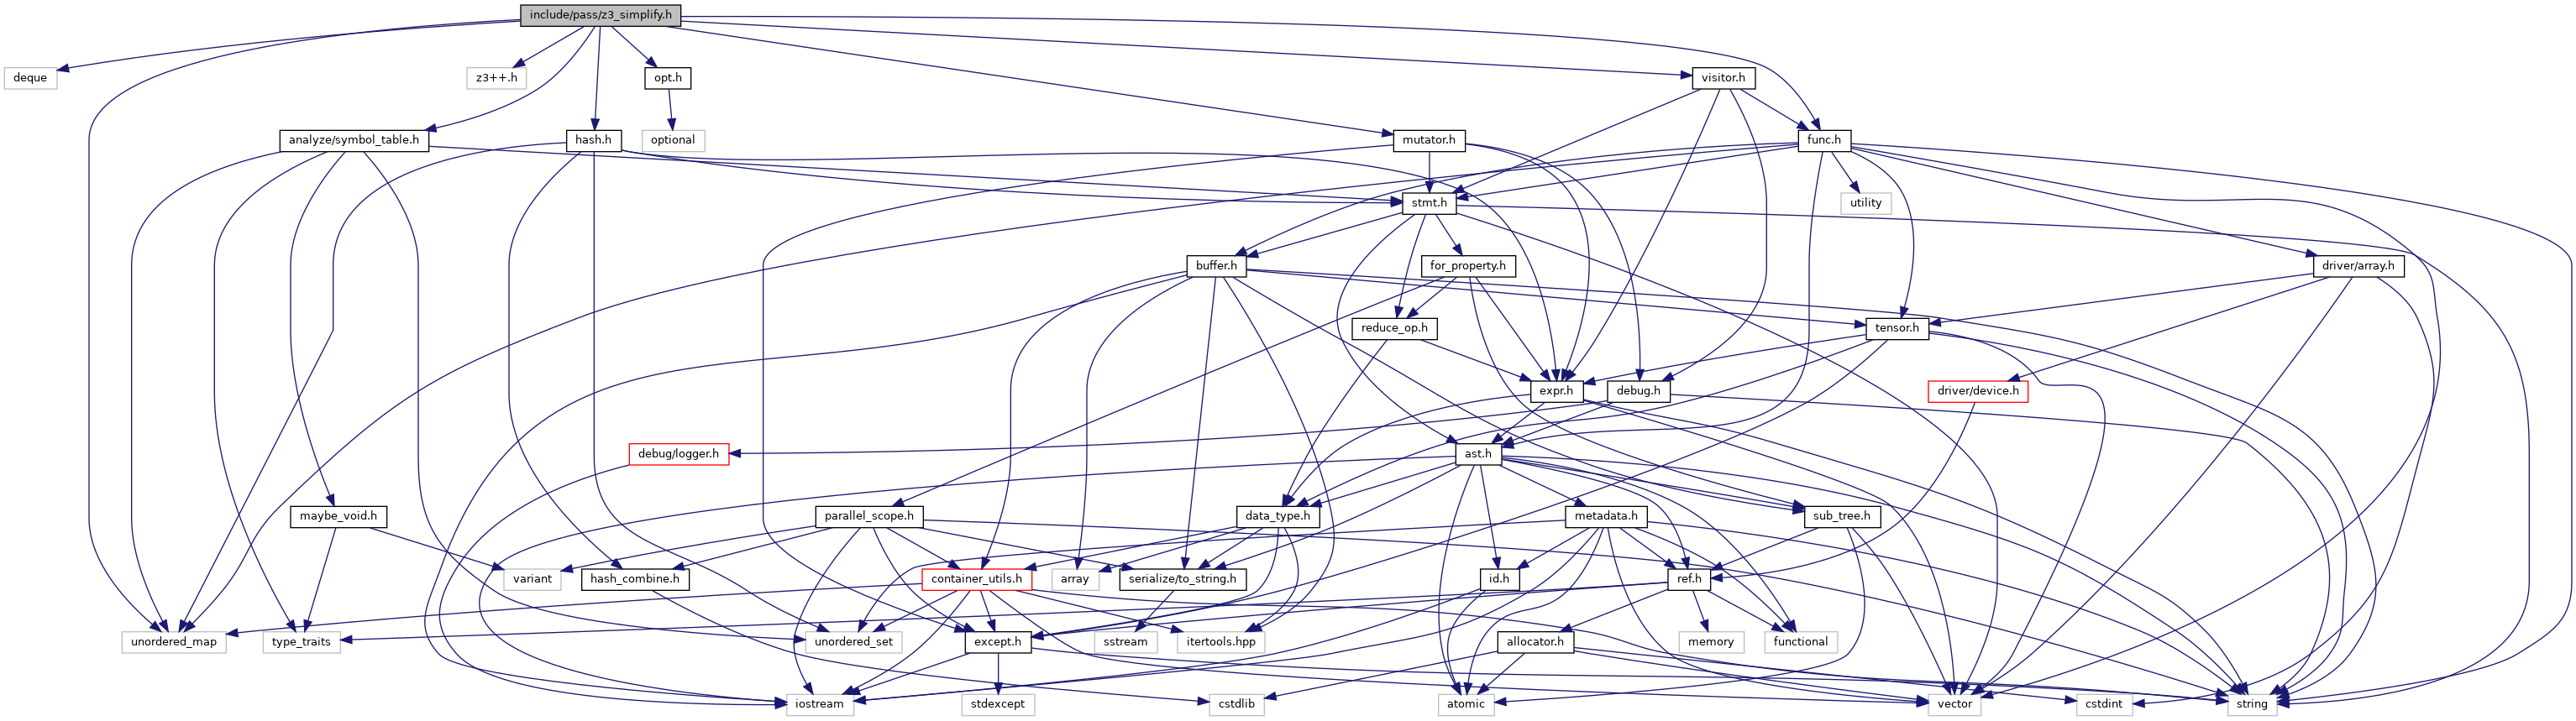 include/pass/z3_simplify.h
deque
z3++.h
opt.h
visitor.h
analyze/symbol_table.h
hash.h
optional
mutator.h
func.h
stmt.h
utility
buffer.h
for_property.h
driver/array.h
reduce_op.h
tensor.h
expr.h
debug.h
driver/device.h
debug/logger.h
ast.h
maybe_void.h
parallel_scope.h
data_type.h
metadata.h
sub_tree.h
variant
hash_combine.h
container_utils.h
array
serialize/to_string.h
id.h
ref.h
unordered_map
type_traits
unordered_set
except.h
sstream
itertools.hpp
allocator.h
memory
functional
iostream
stdexcept
cstdlib
atomic
vector
cstdint
string